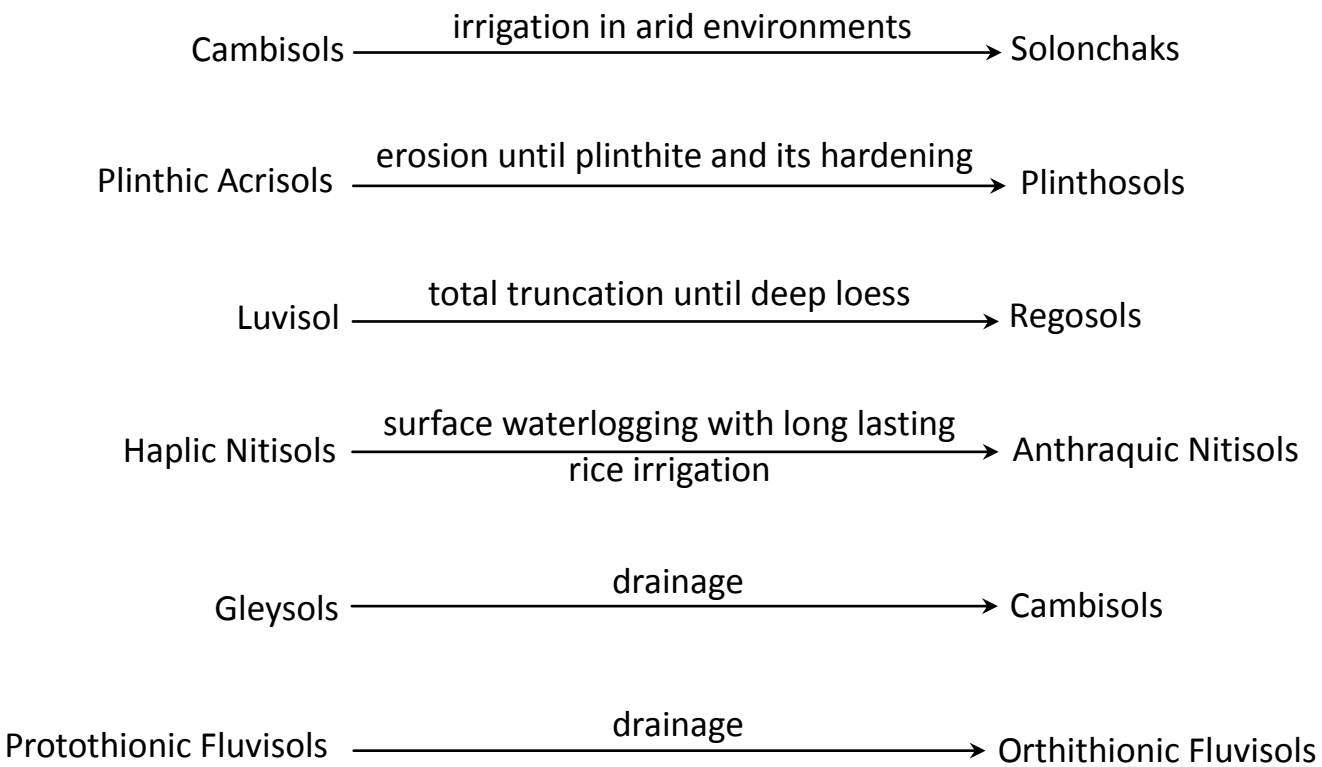 irrigation in arid environments
Cambisols
Solonchaks
erosion until plinthite and its hardening
Plinthic Acrisols
Plinthosols
total truncation until deep loess
Luvisol
Regosols
surface waterlogging with long lasting
Haplic Nitisols
Anthraquic Nitisols
rice irrigation
drainage
Gleysols
Cambisols
drainage
Protothionic Fluvisols
Orthithionic Fluvisols